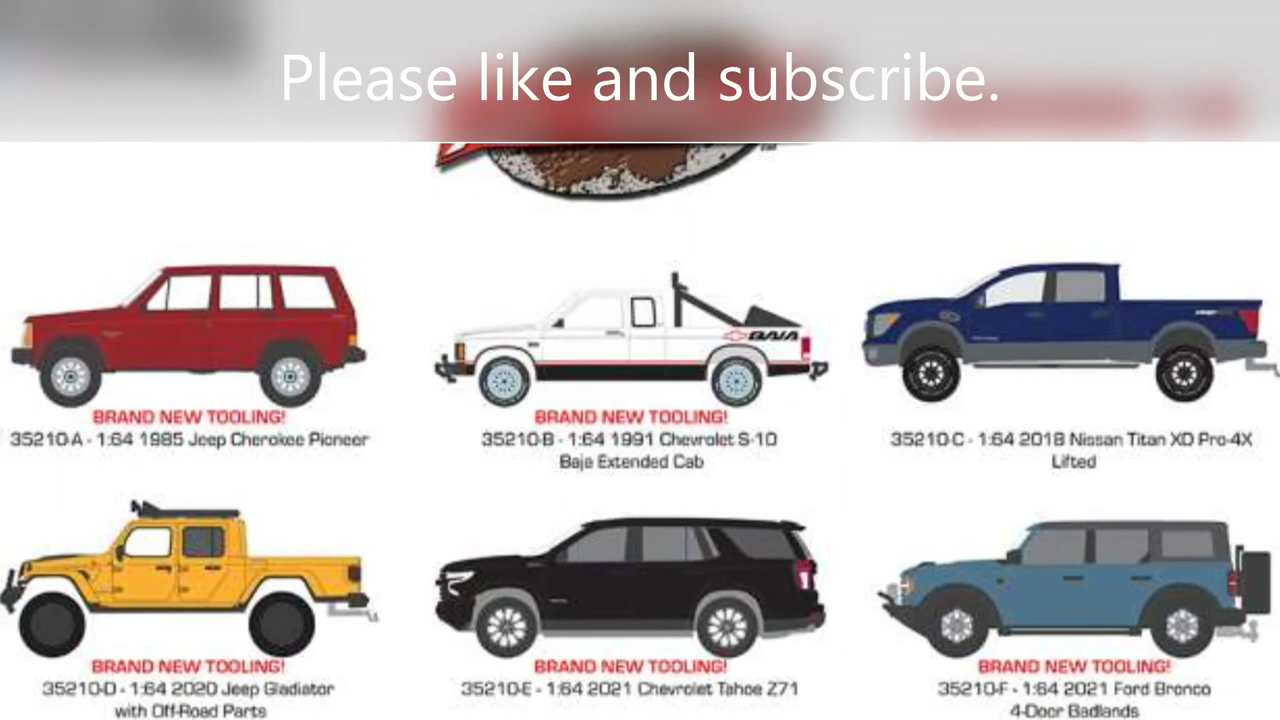 Please like and subscribe.
BAJA
BRAND NEW TOOLING!
35210-A - 1:64 1985 Jeep Cherokee Pioneer
BRAND NEW TOOLING!
35210-B - 1:64 1991 Chevrolet S-10
Baja Extended Cab
35210-C - 1:64 2018 Nissan Titan XD Pro-4X
Lifted
BRAND NEW TOOLING!
35210-D - 1:64 2020 Jeep Gladiator
with Off-Road Parts
BRAND NEW TOOLING!
35210-E - 1:64 2021 Chevrolet Tahoe Z71
BRAND NEW TOOLING!
35210-F - 1:64 2021 Ford Bronco
4-Door Badlands